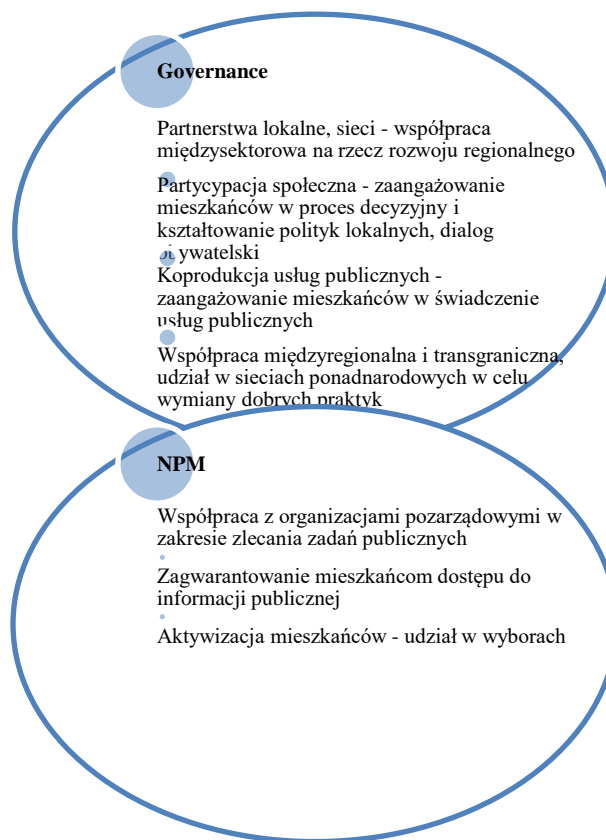 Governance
Partnerstwa lokalne, sieci - współpraca
międzysektorowa na rzecz rozwoju regionalnego
Partycypacja społeczna - zaangażowanie
mieszkańców w proces decyzyjny i
kształtowanie polityk lokalnych, dialog
obywatelski
Koprodukcja usług publicznych -
zaangażowanie mieszkańców w świadczenie
usług publicznych
Współpraca międzyregionalna i transgraniczna,
udział w sieciach ponadnarodowych w celu
wymiany dobrych praktyk
NPM
Współpraca z organizacjami pozarządowymi w
zakresie zlecania zadań publicznych
Zagwarantowanie mieszkańcom dostępu do
informacji publicznej
Aktywizacja mieszkańców - udział w wyborach